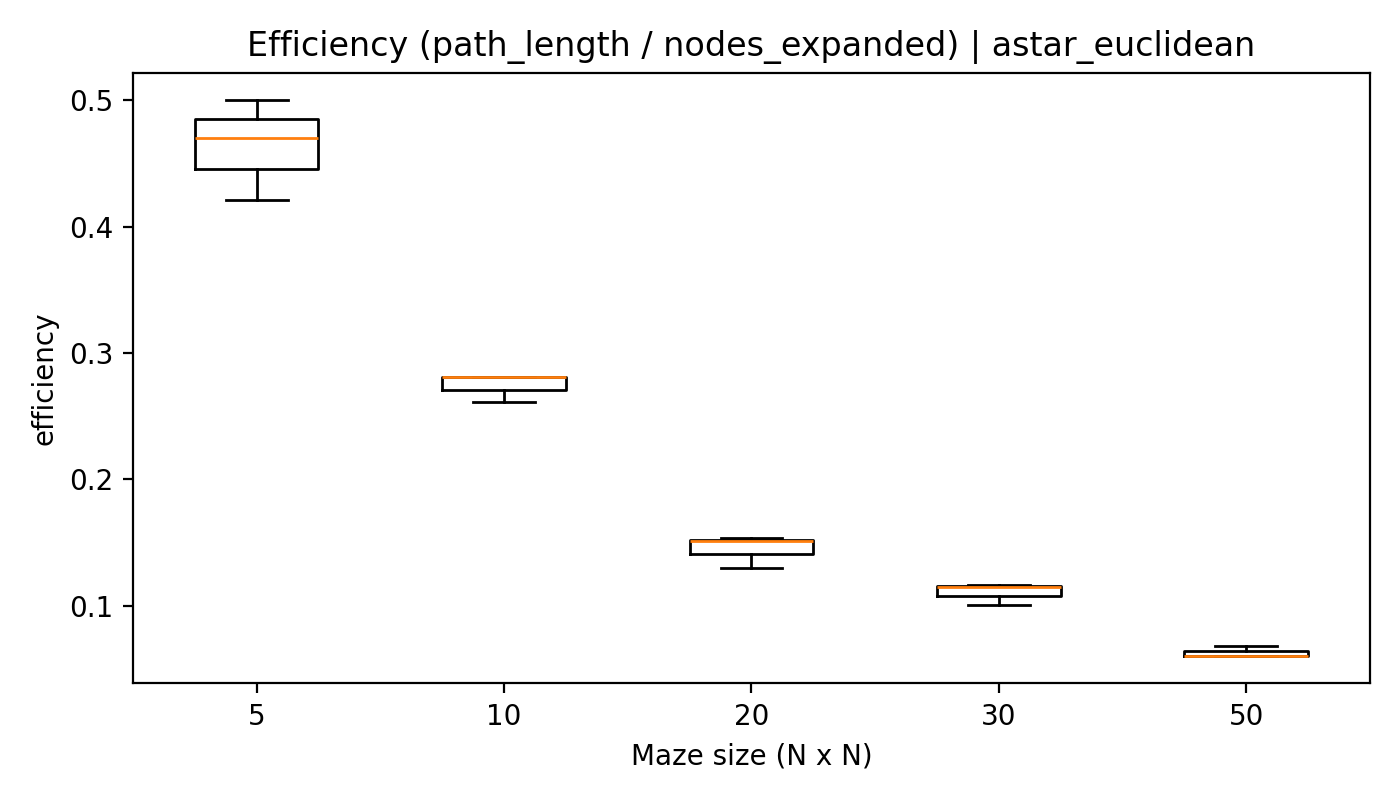 Efficiency (path_length / nodes_expanded) | astar_euclidean
efficiency
0.5
0.4
0.3
0.2
0.1
5 10 20 30 50
Maze size (N x N)